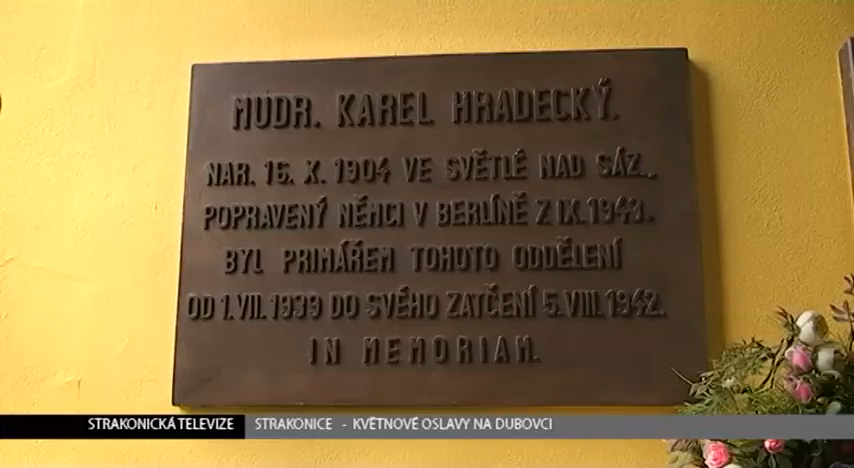 MUDR. KAREL HRADECKÝ.
NAR. 16. X. 1904 VE SVĚTLÉ NAD SÁZ.,
POPRAVENÝ NĚMCI V BERLÍNĚ 7. IX. 1943.
BYL PRIMÁŘEM TOHOTO ODDĚLENÍ
OD 1. VII. 1939 DO SVÉHO ZATČENÍ 5. VIII. 1942.
IN MEMORIAM.
STRAKONICKÁ TELEVIZE STRAKONICE - KVĚTNOVÉ OSLAVY NA DUBOVCI